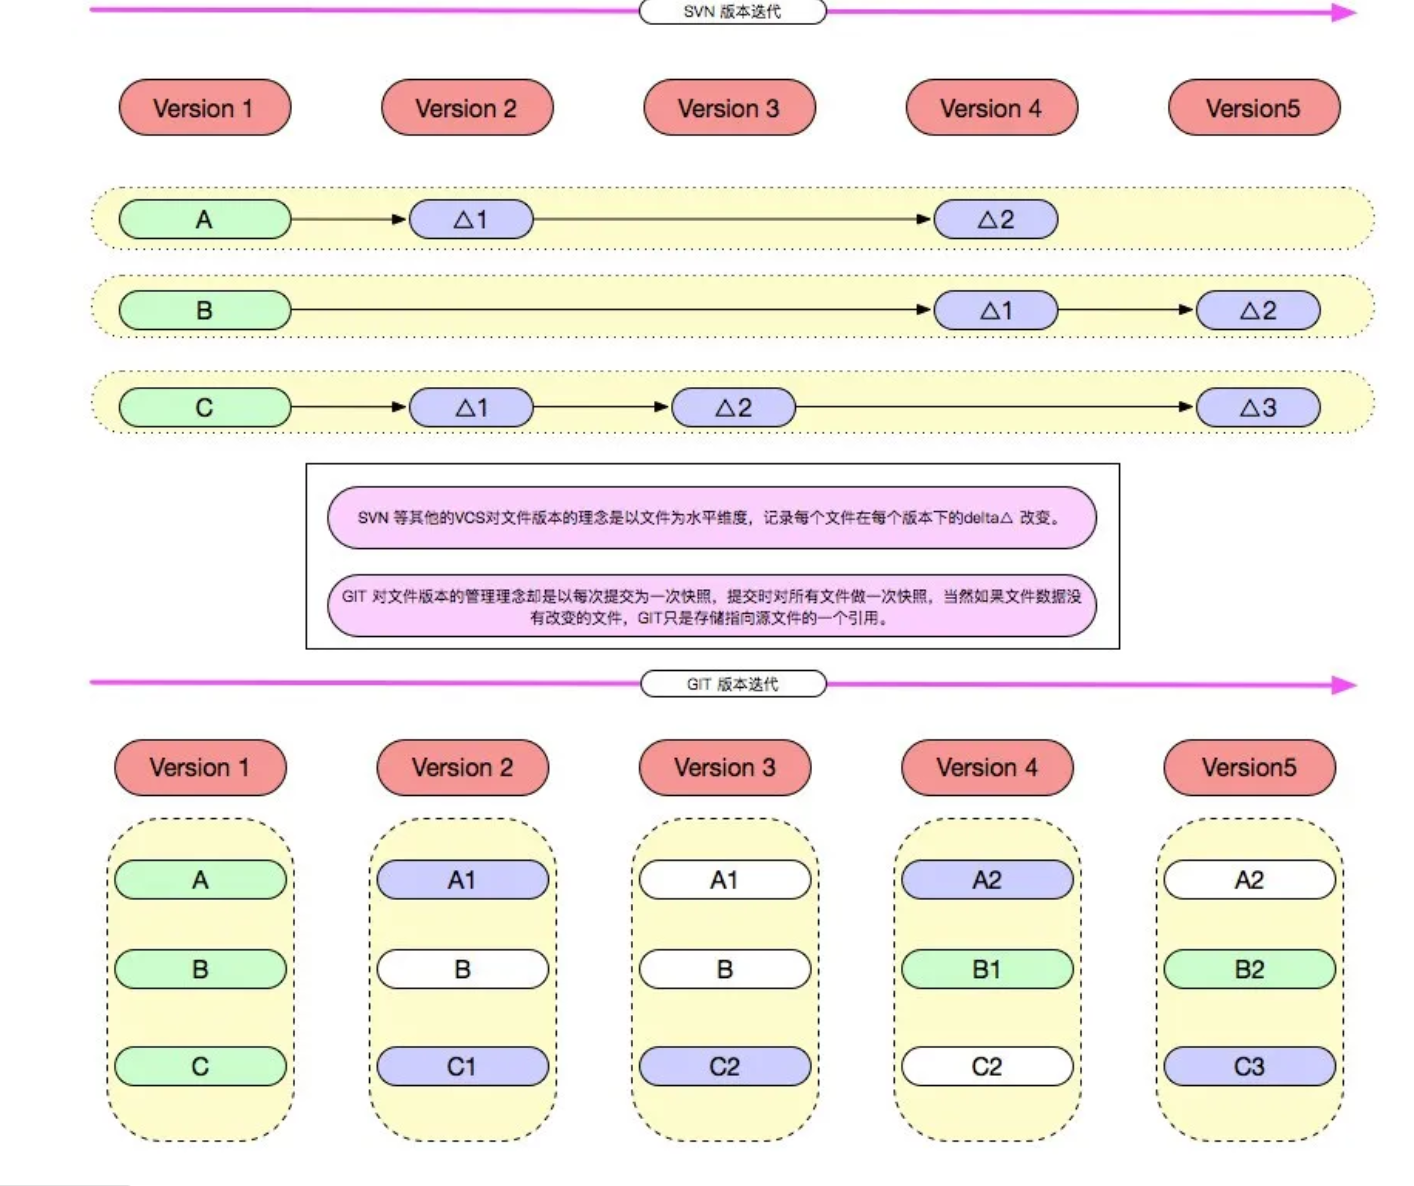 SVN 版本迭代
Version 1 Version 2 Version 3 Version 4 Version5
A △1 △2
B △1 △2
C △1 △2 △3
SVN 等其他的VCS对文件版本的理念是以文件为水平维度，记录每个文件在每个版本下的delta△ 改变。
GIT 对文件版本的管理理念却是以每次提交为一次快照，提交时对所有文件做一次快照，当然如果文件数据没
有改变的文件，GIT只是存储指向源文件的一个引用。
GIT 版本迭代
Version 1 Version 2 Version 3 Version 4 Version5
A A1 A1 A2 A2
B B B B1 B2
C C1 C2 C2 C3